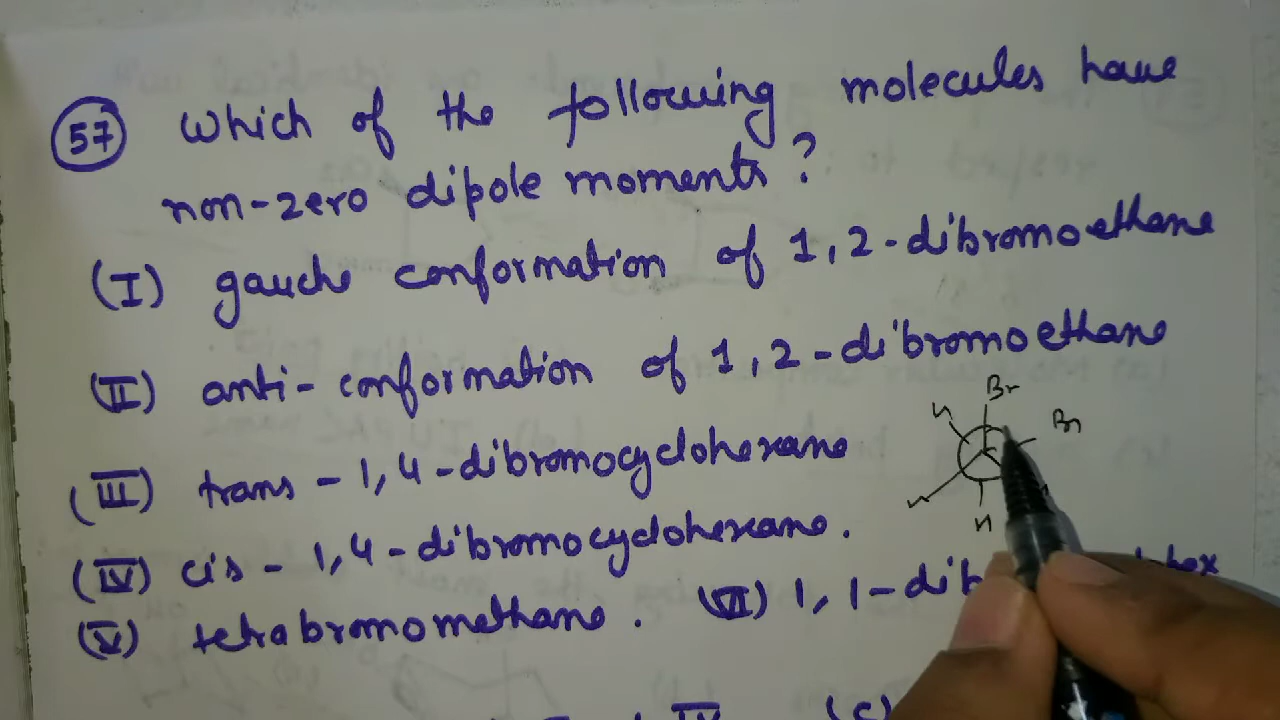 57 Which of the following molecules have
non-zero dipole moments ?
(I) gauche conformation of 1,2-dibromoethane
(II) anti-conformation of 1,2-dibromoethane
(III) trans-1,4-dibromocyclohexane
(IV) cis-1,4-dibromocyclohexane.
(V) tetrabromomethane. (VI) 1,1-dib
Br
H Br
H
H
IV (C)